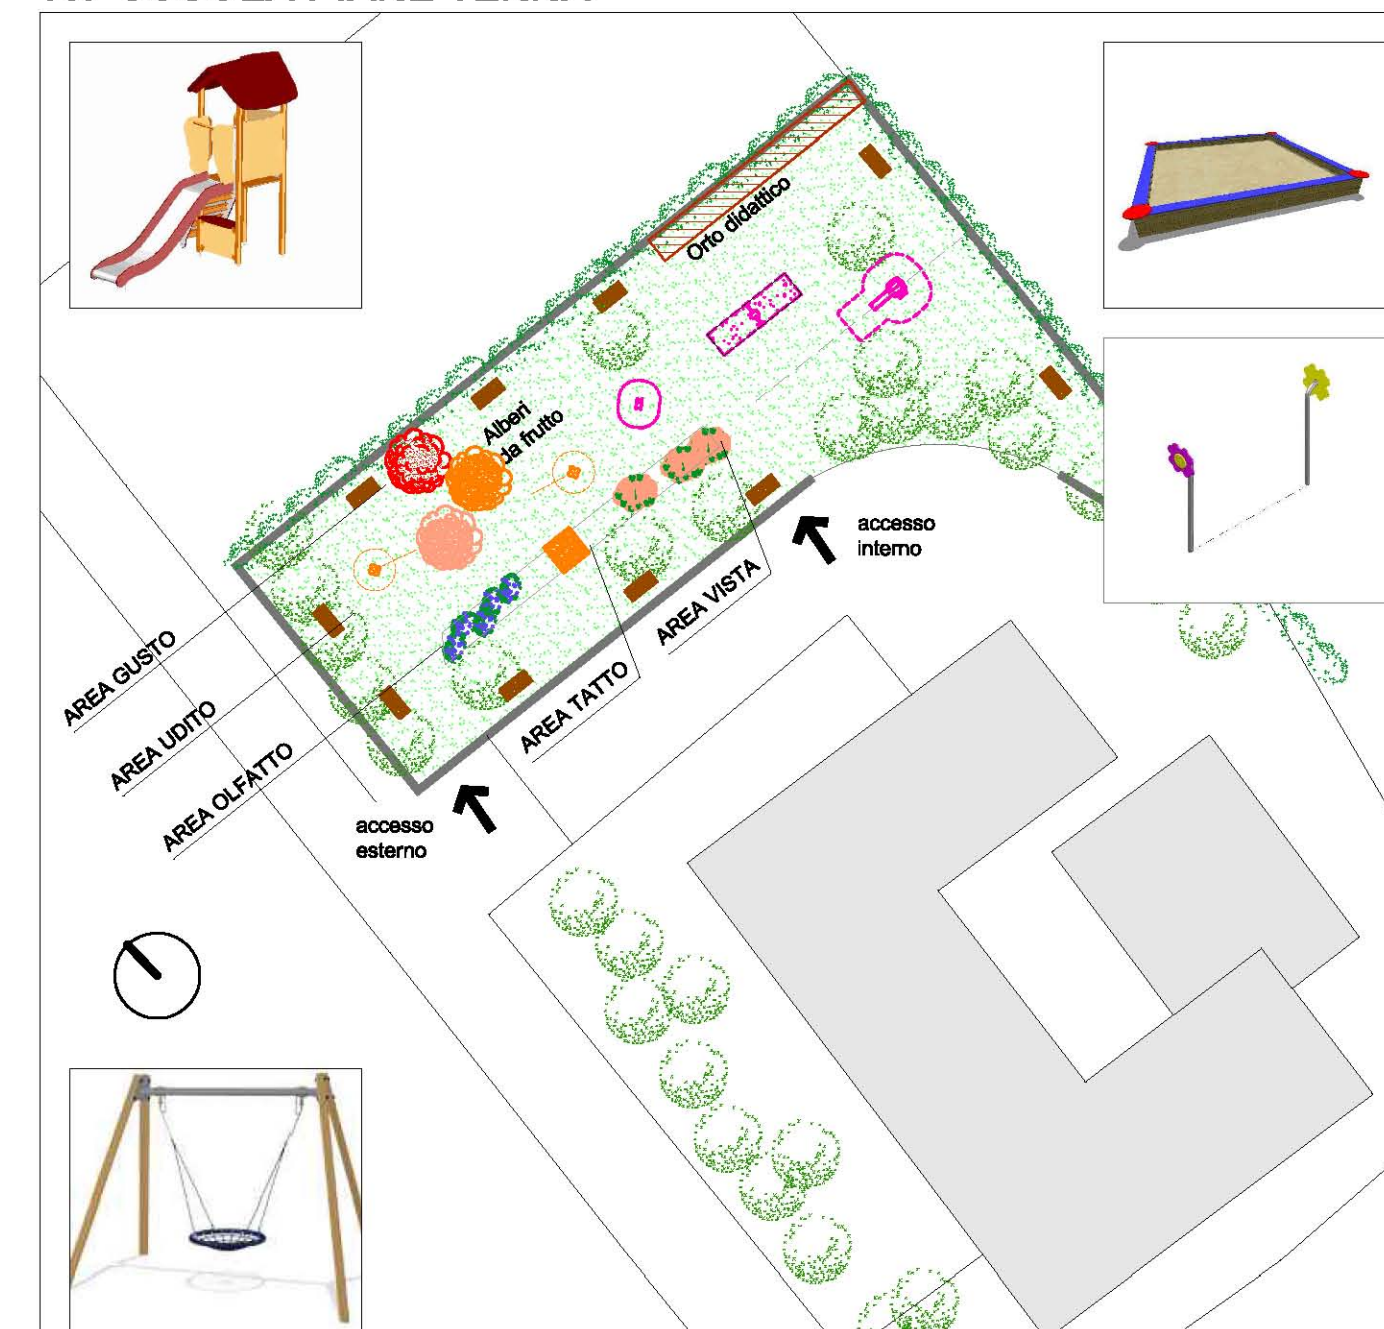 Orto didattico
Alberi
da frutto
accesso
interno
AREA VISTA
AREA TATTO
AREA GUSTO
AREA UDITO
AREA OLFATTO
accesso
esterno